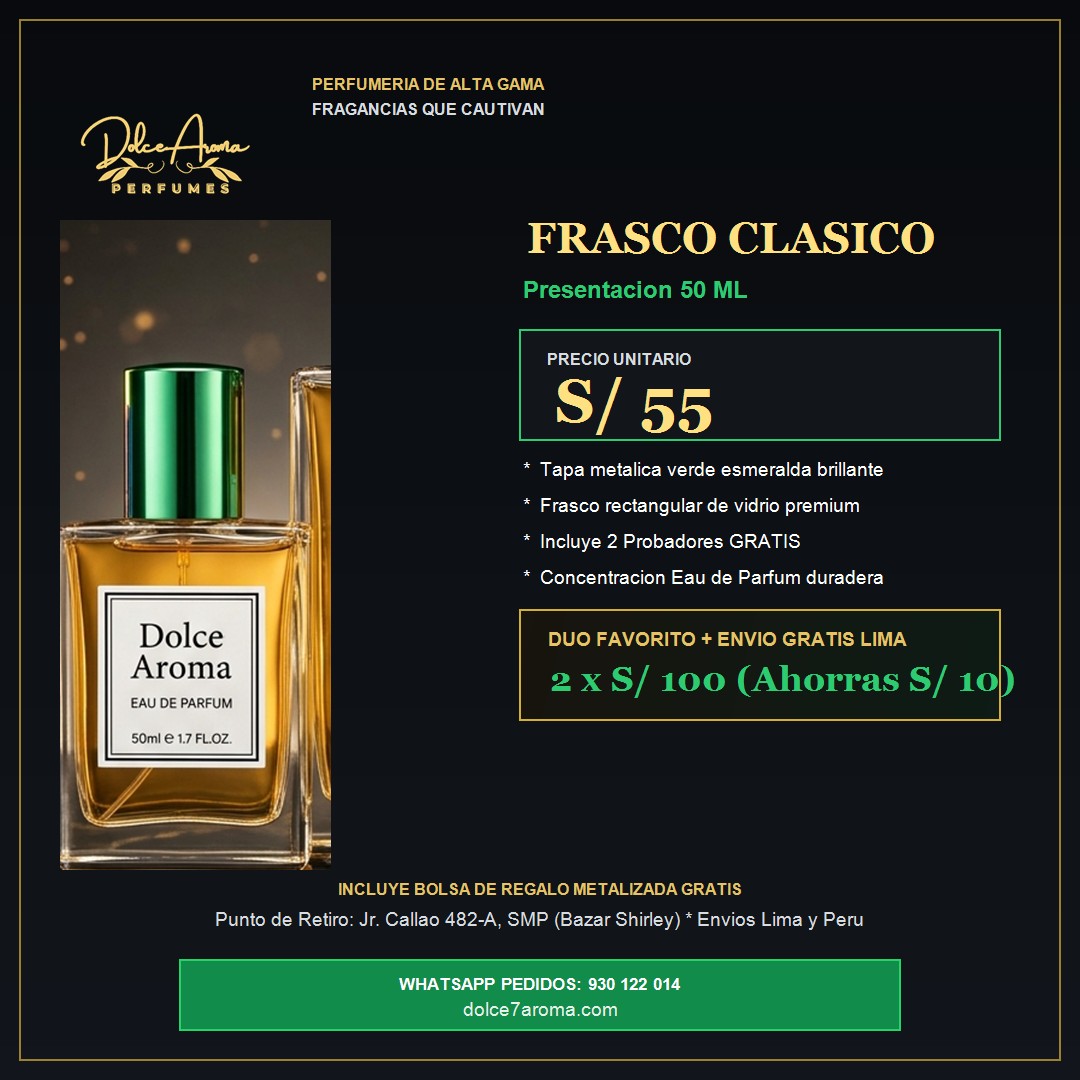 PERFUMERIA DE ALTA GAMA
FRAGANCIAS QUE CAUTIVAN
Dolce Aroma
PERFUMES
FRASCO CLASICO
Presentacion 50 ML
PRECIO UNITARIO
S/ 55
* Tapa metalica verde esmeralda brillante
* Frasco rectangular de vidrio premium
* Incluye 2 Probadores GRATIS
* Concentracion Eau de Parfum duradera
DUO FAVORITO + ENVIO GRATIS LIMA
2 x S/ 100 (Ahorras S/ 10)
Dolce
Aroma
EAU DE PARFUM
50ml ℮ 1.7 FL.OZ.
INCLUYE BOLSA DE REGALO METALIZADA GRATIS
Punto de Retiro: Jr. Callao 482-A, SMP (Bazar Shirley) * Envios Lima y Peru
WHATSAPP PEDIDOS: 930 122 014
dolce7aroma.com